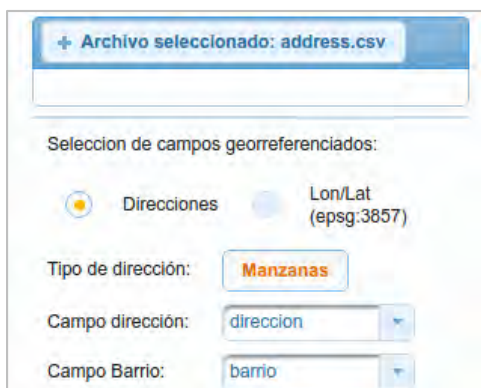 + Archivo seleccionado: address.csv
Seleccion de campos georreferenciados:
Direcciones
Lon/Lat
(epsg:3857)
Tipo de dirección: Manzanas
Campo dirección: direccion
Campo Barrio: barrio